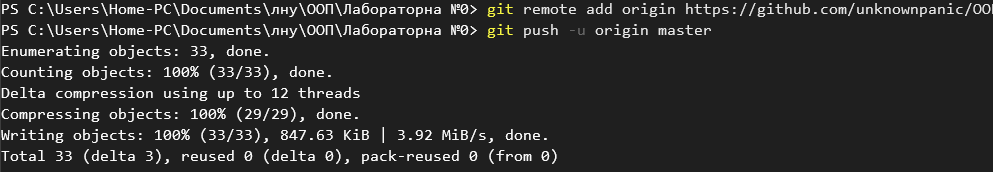 PS C:\Users\Home-PC\Documents\лну\ООП\Лабораторна №0> git remote add origin https://github.com/unknownpanic/ООП
PS C:\Users\Home-PC\Documents\лну\ООП\Лабораторна №0> git push -u origin master
Enumerating objects: 33, done.
Counting objects: 100% (33/33), done.
Delta compression using up to 12 threads
Compressing objects: 100% (29/29), done.
Writing objects: 100% (33/33), 847.63 KiB | 3.92 MiB/s, done.
Total 33 (delta 3), reused 0 (delta 0), pack-reused 0 (from 0)